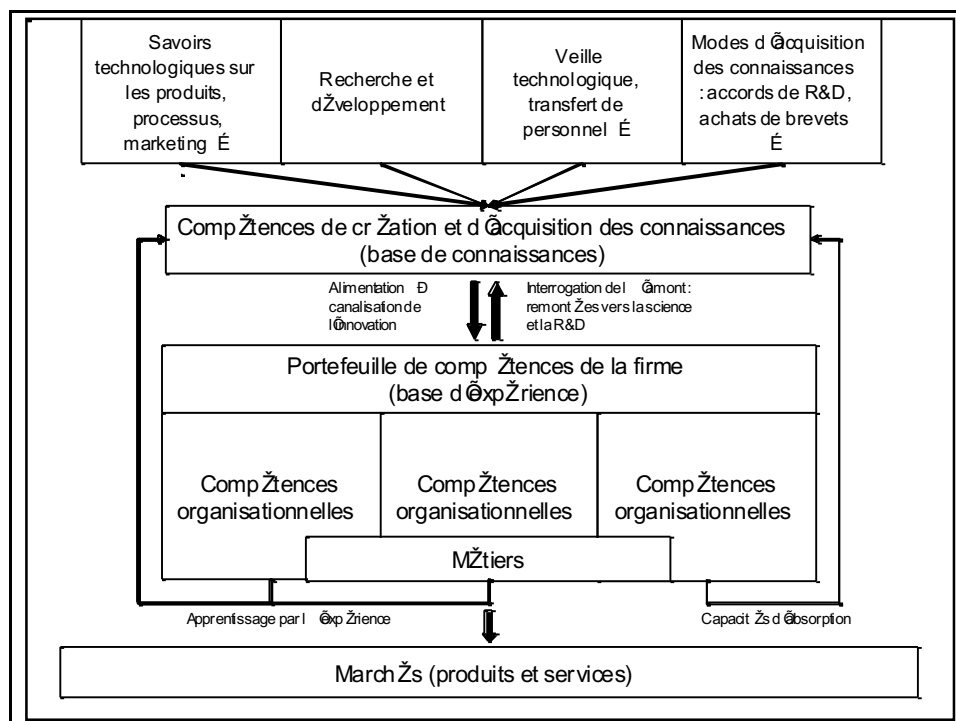 Savoirs
technologiques sur
les produits,
processus,
marketing É
Recherche et
dŽveloppement
Veille
technologique,
transfert de
personnel É
Modes d Õacquisition
des connaissances
: accords de R&D,
achats de brevets
É
Comp Žtences de cr Žation et d Õacquisition des connaissances
(base de connaissances)
Alimentation Ð
canalisation de
lÕinnovation
Interrogation de l Õamont :
remont Žes vers la science
et la R&D
Portefeuille de comp Žtences de la firme
(base d ÕexpŽrience)
Comp Žtences
organisationnelles
Comp Žtences
organisationnelles
Comp Žtences
organisationnelles
MŽtiers
Apprentissage par l Õexp Žrience
Capacit Žs d Õabsorption
March Žs (produits et services)